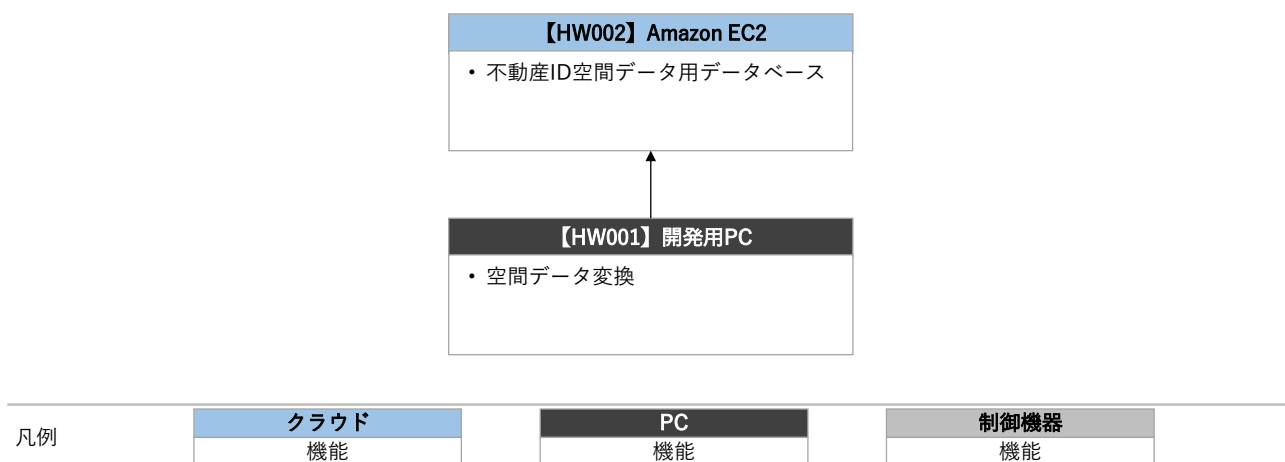 【HW002】Amazon EC2
• 不動産ID空間データ用データベース
【HW001】開発用PC
• 空間データ変換
凡例
クラウド
機能
PC
機能
制御機器
機能